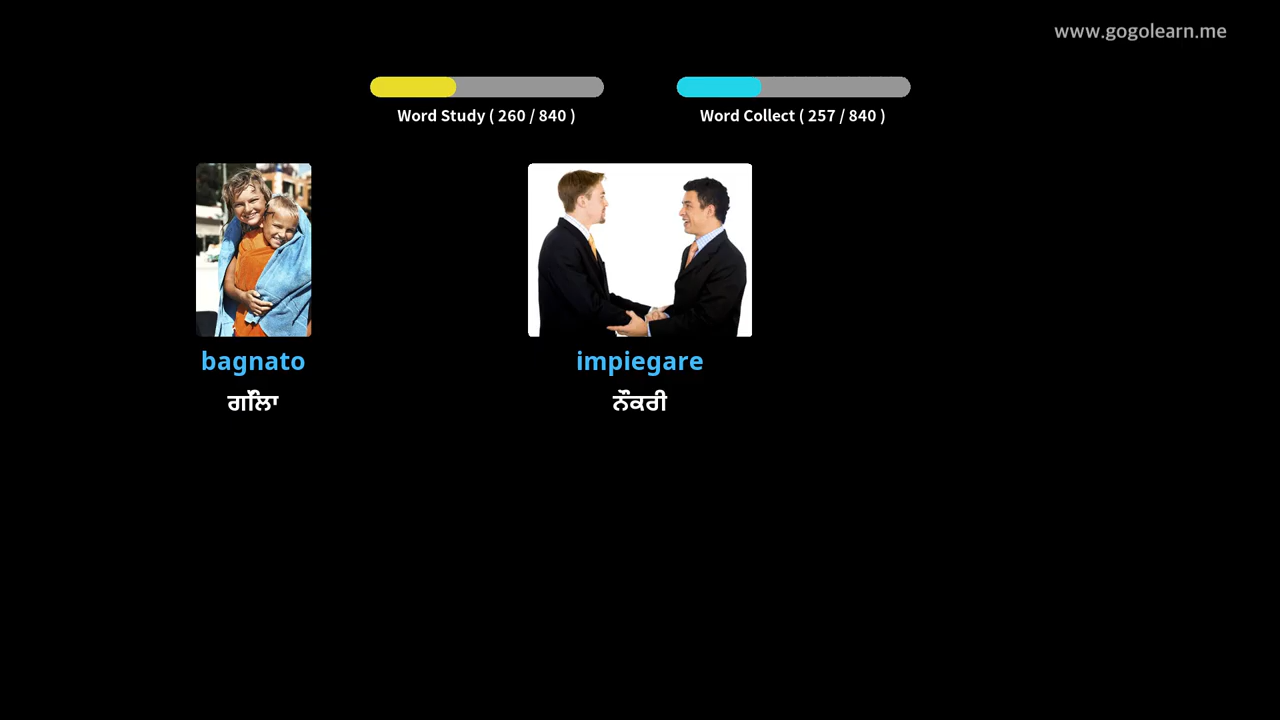 www.gogolearn.me
Word Study ( 260 / 840 )
Word Collect ( 257 / 840 )
bagnato
impiegare
ਗਿੱਲਾ
ਨੌਕਰੀ